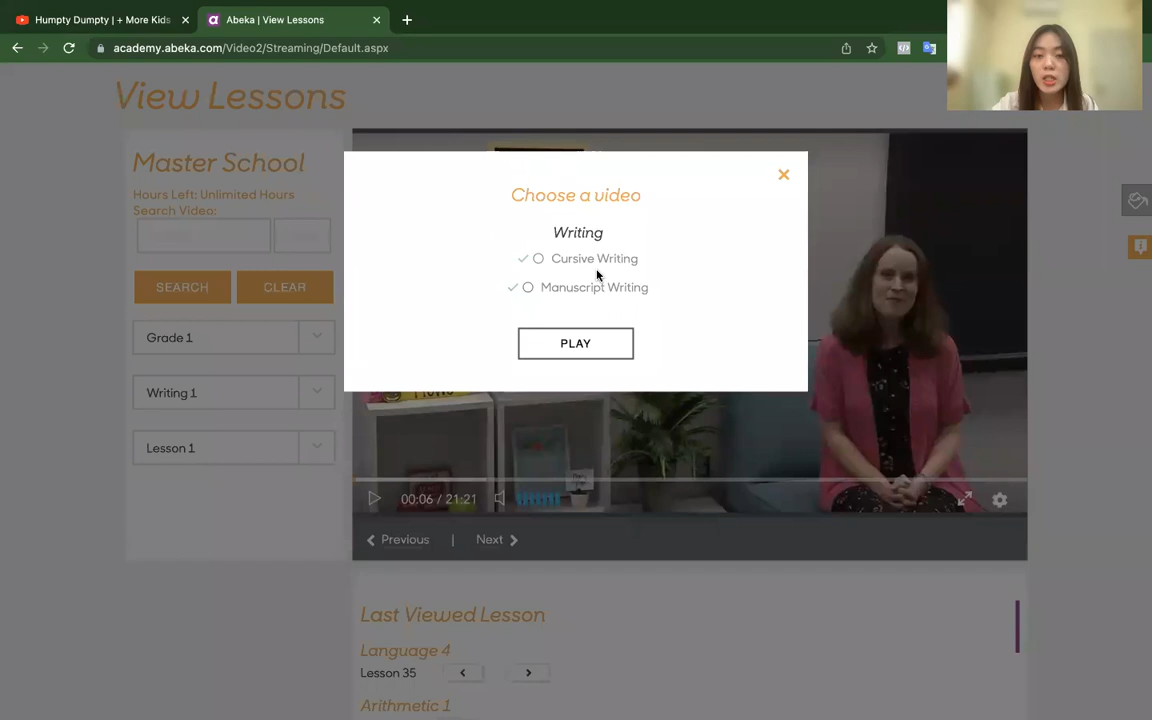 Humpty Dumpty | + More Kids
Abeka | View Lessons
academy.abeka.com/Video2/Streaming/Default.aspx
View Lessons
Master School
Hours Left: Unlimited Hours
Search Video:
SEARCH
CLEAR
Grade 1
Writing 1
Lesson 1
Choose a video
Writing
Cursive Writing
Manuscript Writing
PLAY
00:06 / 21:21
Previous | Next
Last Viewed Lesson
Language 4
Lesson 35
Arithmetic 1